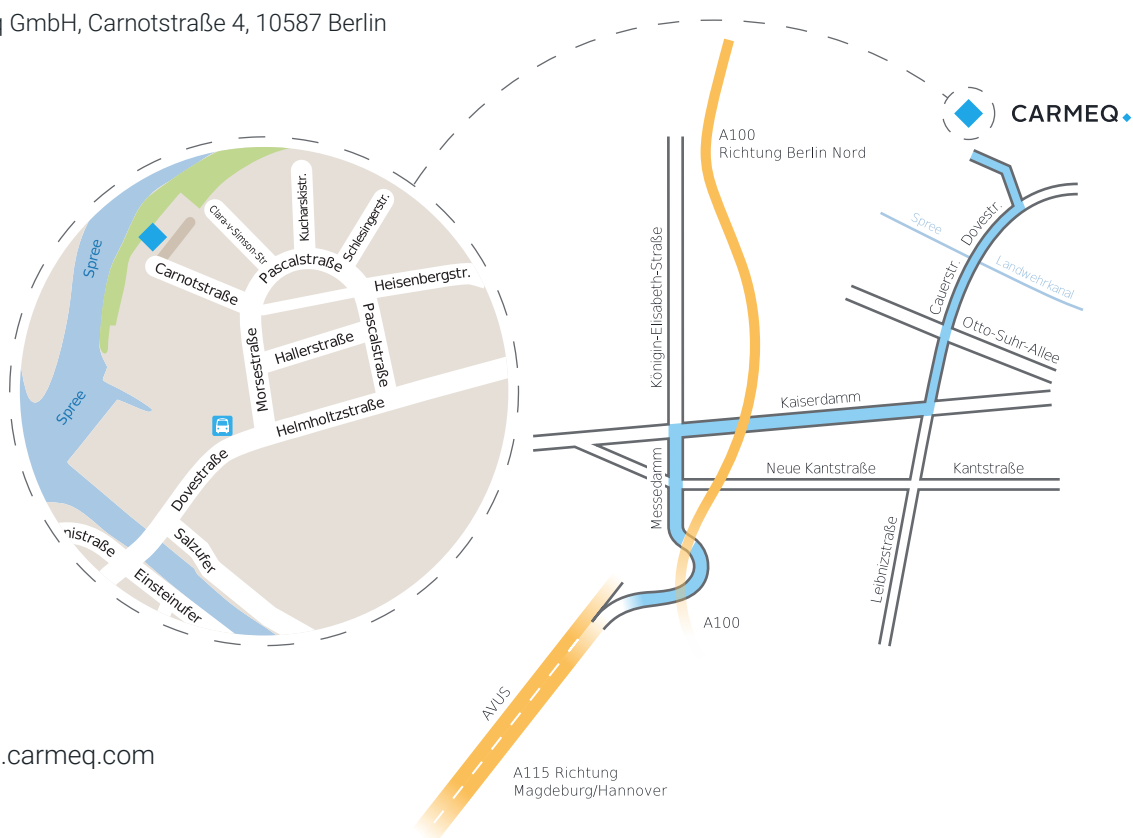 GmbH, Carnotstraße 4, 10587 Berlin
CARMEQ
A100
Richtung Berlin Nord
Königin-Elisabeth-Straße
Spree
Dovestr.
Landwehrkanal
Cauerstr.
Otto-Suhr-Allee
Kaiserdamm
Neue Kantstraße
Kantstraße
Messedamm
Leibnizstraße
A100
AVUS
A115 Richtung
Magdeburg/Hannover
Spree
Clara-v-Simson-Str
Kucharskistr.
Schlesingerstr.
Carnotstraße
Pascalstraße
Heisenbergstr.
Morsestraße
Hallerstraße
Pascalstraße
Spree
Helmholtzstraße
Dovestraße
nistraße
Salzufer
Einsteinufer
.carmeq.com